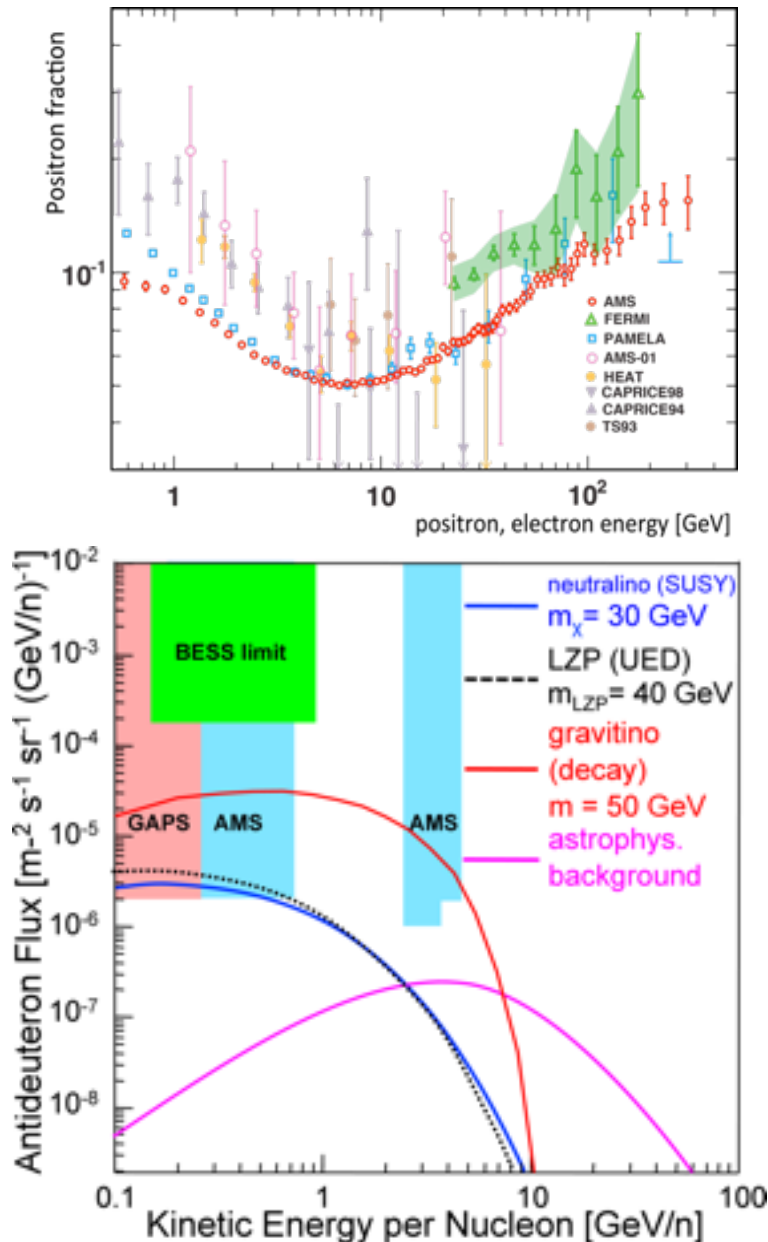 Positron fraction
10⁻¹
AMS
FERMI
PAMELA
AMS-01
HEAT
CAPRICE98
CAPRICE94
TS93
1
10
10²
positron, electron energy [GeV]
Antideuteron Flux [m-² s⁻¹ sr⁻¹ (GeV/n)⁻¹]
10⁻²
10⁻³
10⁻⁴
10⁻⁵
10⁻⁶
10⁻⁷
10⁻⁸
BESS limit
GAPS
AMS
AMS
neutralino (SUSY)
mχ= 30 GeV
LZP (UED)
m_LZP= 40 GeV
gravitino
(decay)
m = 50 GeV
astrophys.
background
0.1
1
10
100
Kinetic Energy per Nucleon [GeV/n]